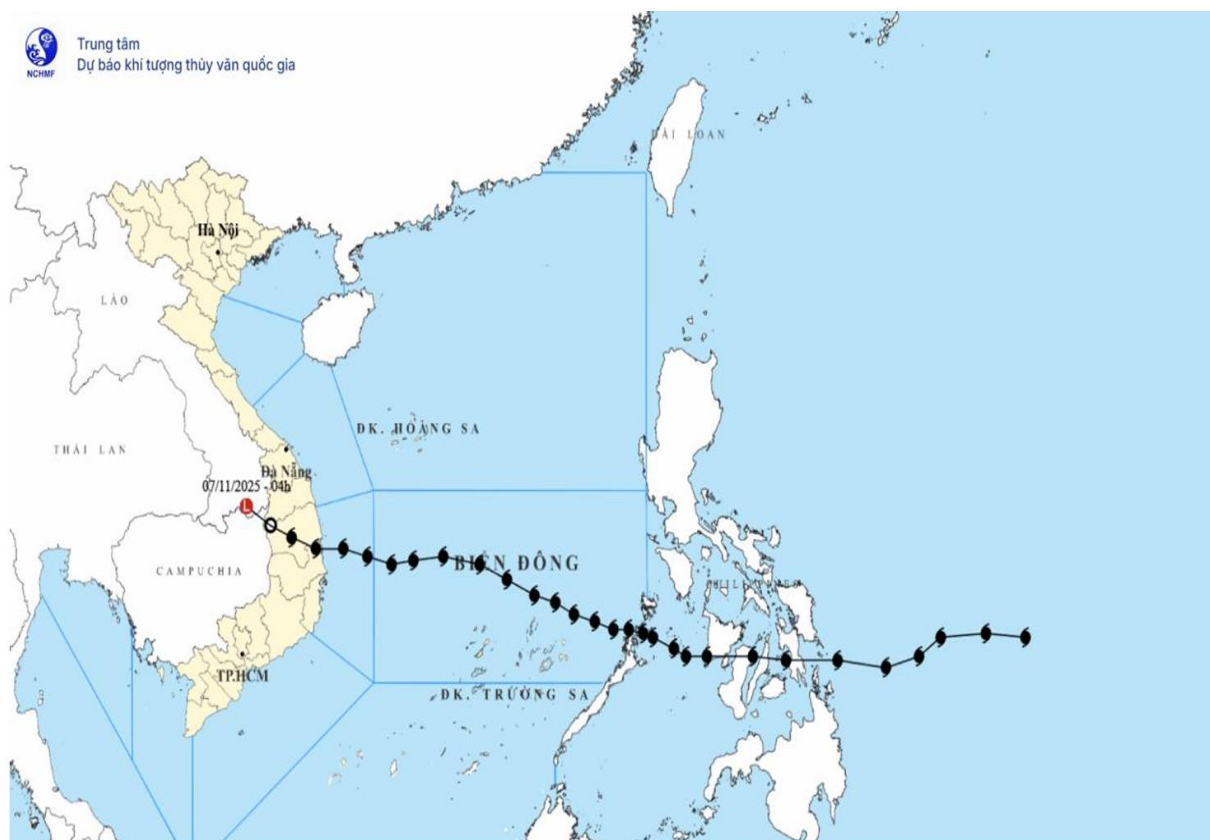 Trung tâm
Dự báo khí tượng thủy văn quốc gia
NCHMF
ĐÀI LOAN
Hà Nội
LÀO
ĐK. HOÀNG SA
THÁI LAN
Đà Nẵng
07/11/2025 - 04h
L
BIỂN ĐÔNG
CAMPUCHIA
PHILIPPINES
TP.HCM
ĐK. TRƯỜNG SA